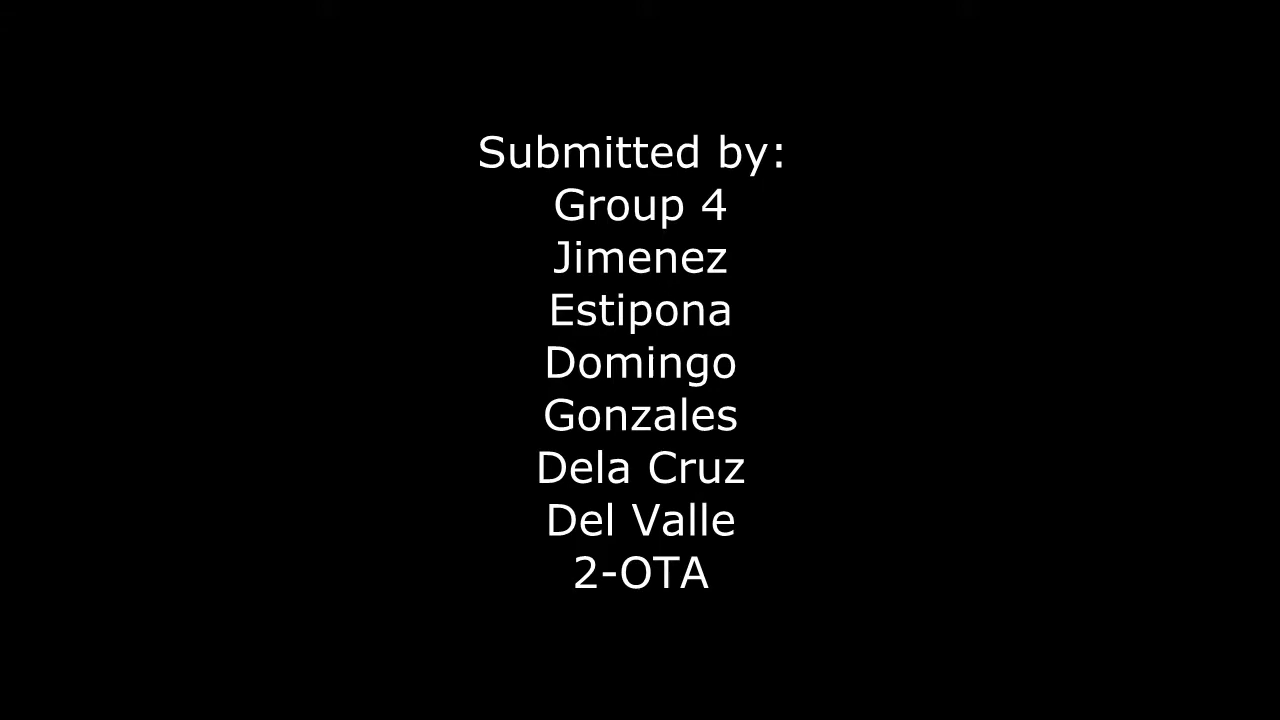 Submitted by:
Group 4
Jimenez
Estipona
Domingo
Gonzales
Dela Cruz
Del Valle
2-OTA